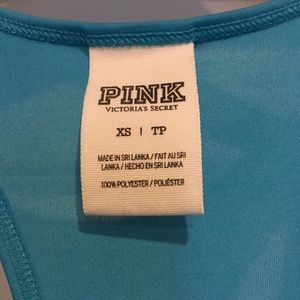 PINK
VICTORIA'S SECRET
XS | TP
MADE IN SRI LANKA / FAIT AU SRI
LANKA / HECHO EN SRI LANKA
100% POLYESTER / POLIÉSTER